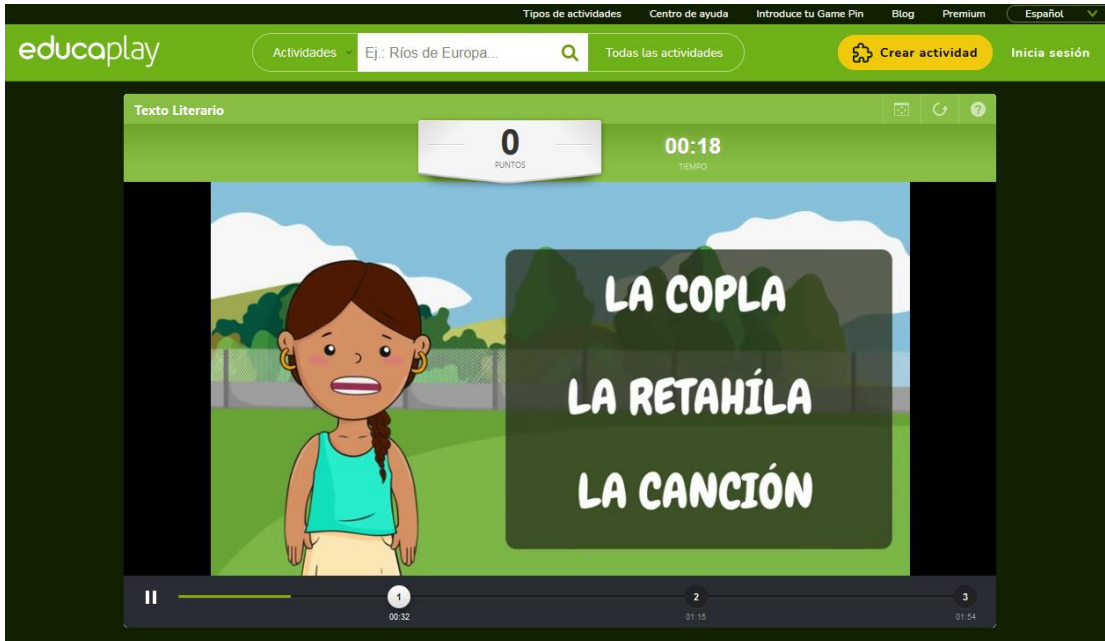 Tipos de actividades Centro de ayuda Introduce tu Game Pin Blog Premium Español
educaplay Actividades Ej.: Ríos de Europa... Todas las actividades Crear actividad Inicia sesión
Texto Literario
0
PUNTOS
00:18
TIEMPO
LA COPLA
LA RETAHÍLA
LA CANCIÓN
1 2 3
00:32 01:15 01:54